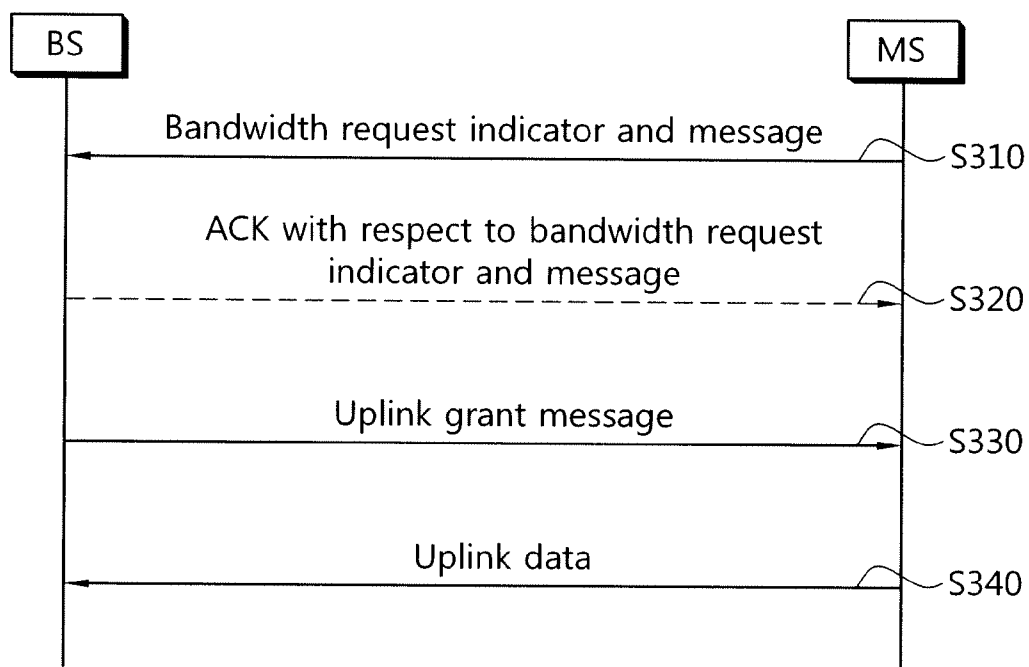 BS
MS
Bandwidth request indicator and message
S310
ACK with respect to bandwidth request
indicator and message
S320
Uplink grant message
S330
Uplink data
S340